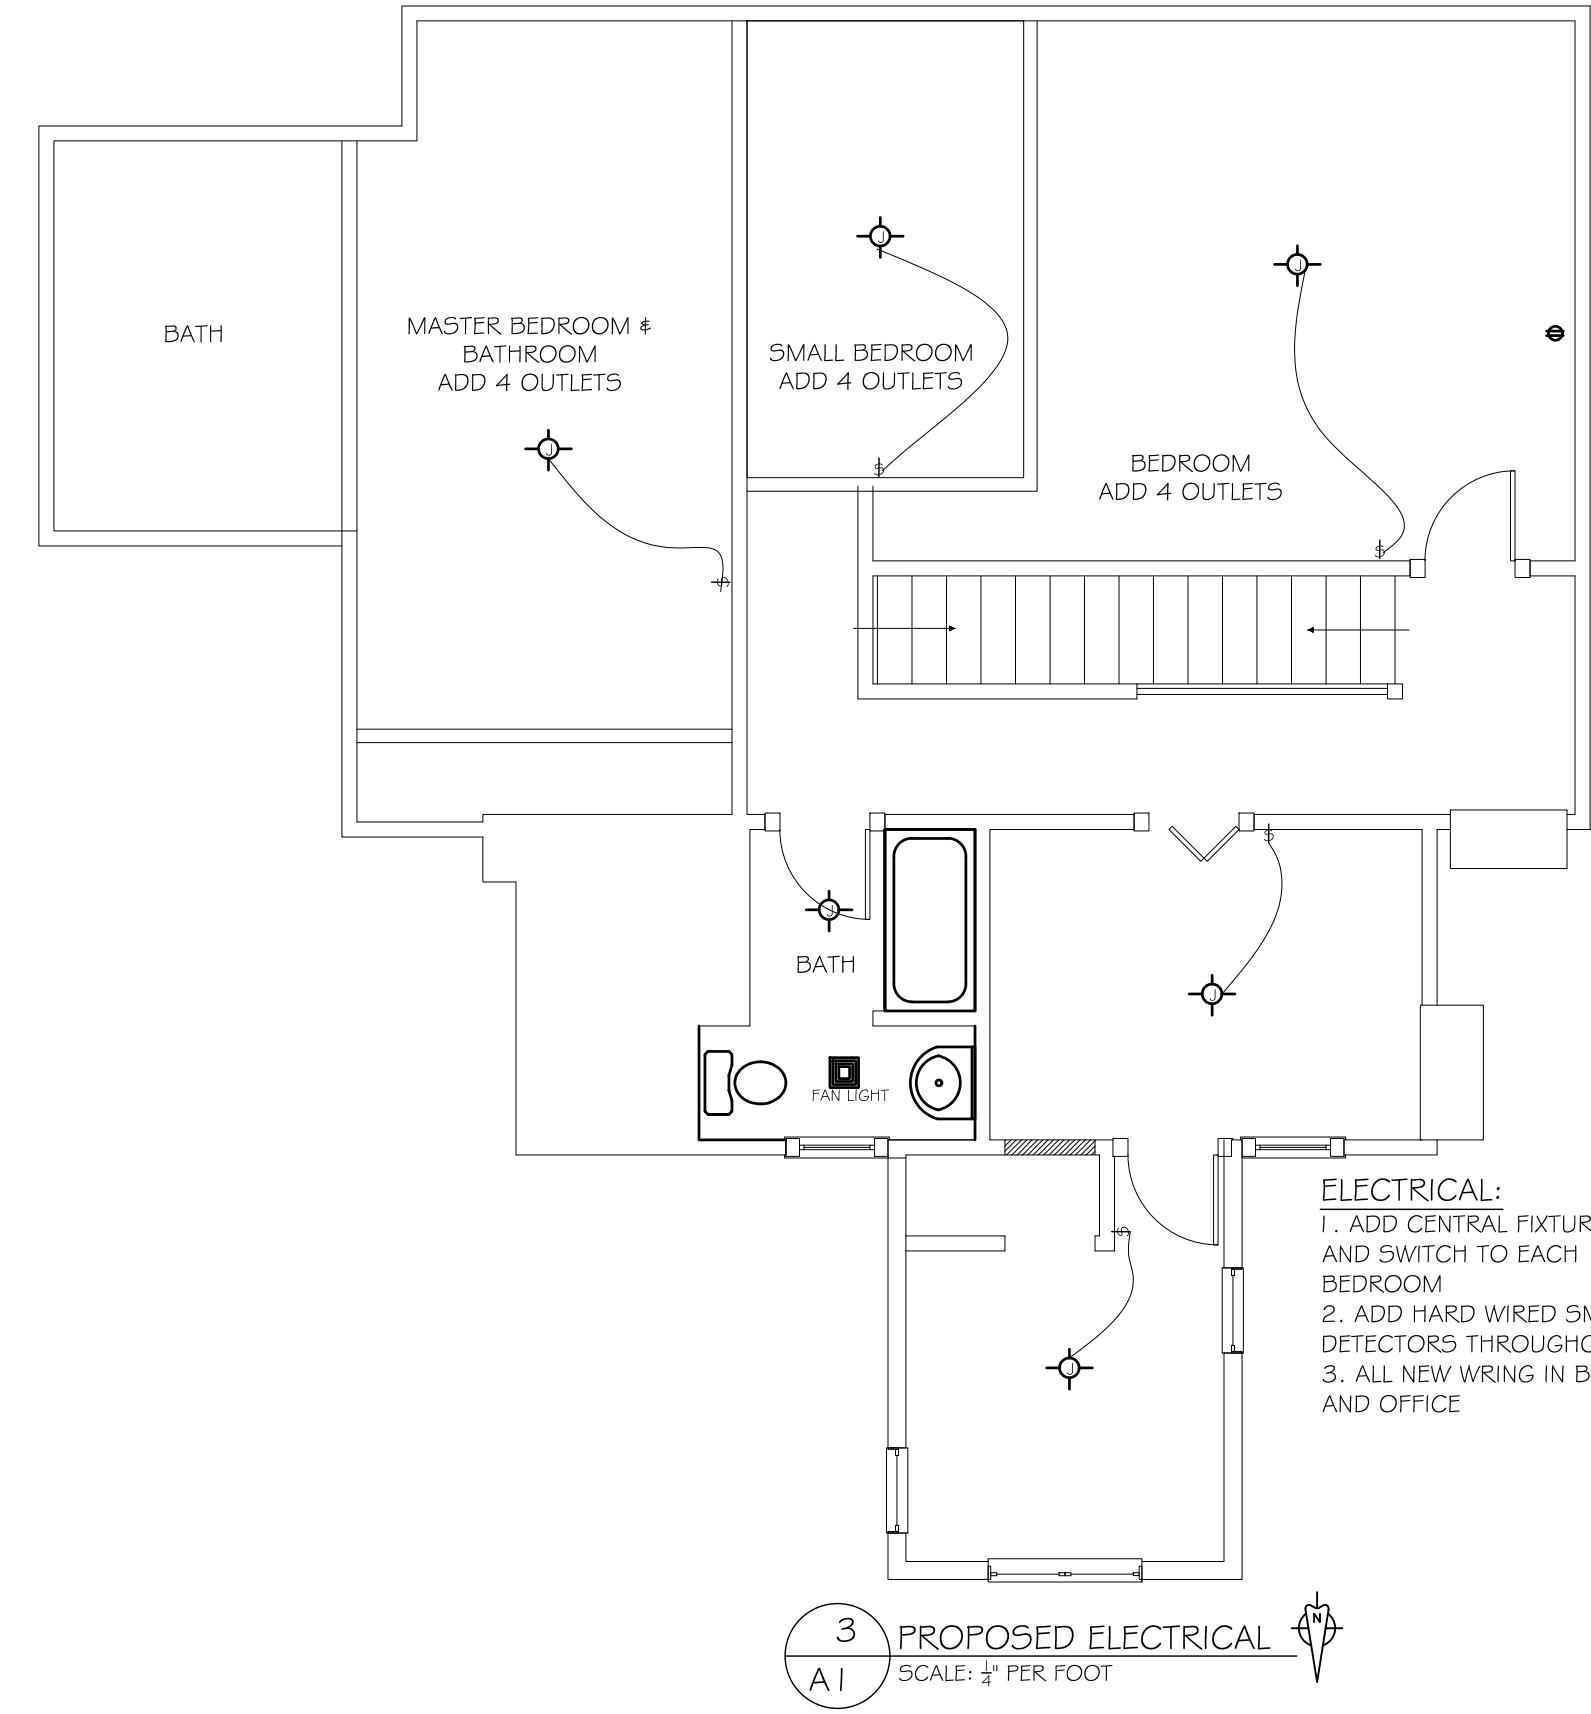 BATH
MASTER BEDROOM &
BATHROOM
ADD 4 OUTLETS
J
$
J
SMALL BEDROOM
ADD 4 OUTLETS
$
J
BEDROOM
ADD 4 OUTLETS
$
J
BATH
FAN LIGHT
$
J
$
J
ELECTRICAL:
1. ADD CENTRAL FIXTUR
AND SWITCH TO EACH
BEDROOM
2. ADD HARD WIRED SM
DETECTORS THROUGHO
3. ALL NEW WRING IN B
AND OFFICE
3
A1
PROPOSED ELECTRICAL
SCALE: 1/4" PER FOOT
N